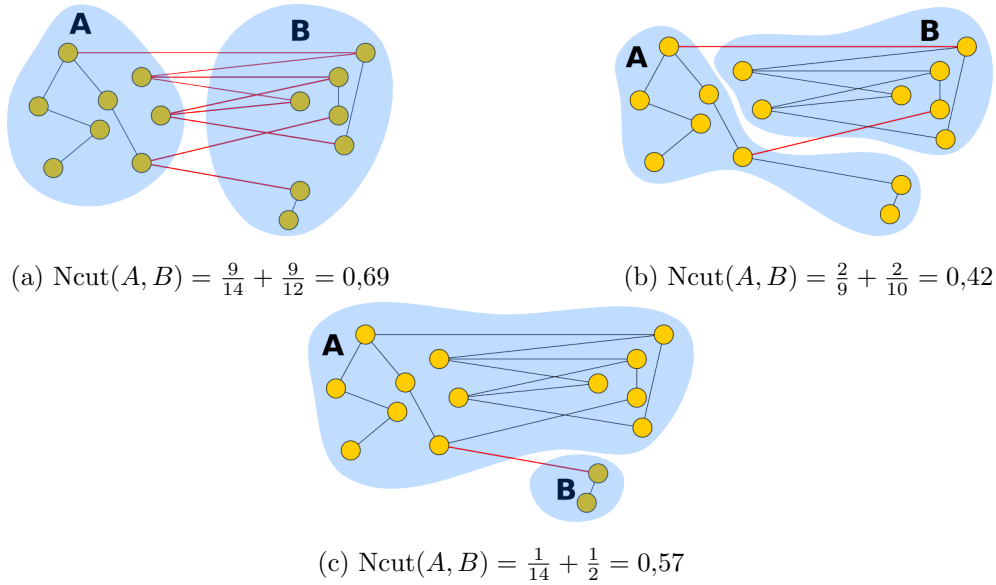 A
B
A
B
(a) Ncut(A, B) = 9/14 + 9/12 = 0,69
(b) Ncut(A, B) = 2/9 + 2/10 = 0,42
A
B
(c) Ncut(A, B) = 1/14 + 1/2 = 0,57